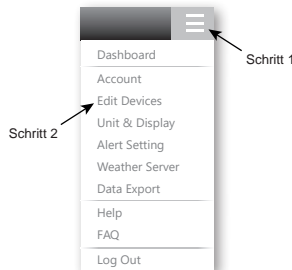 Schritt 1
Dashboard
Account
Edit Devices
Schritt 2
Unit & Display
Alert Setting
Weather Server
Data Export
Help
FAQ
Log Out